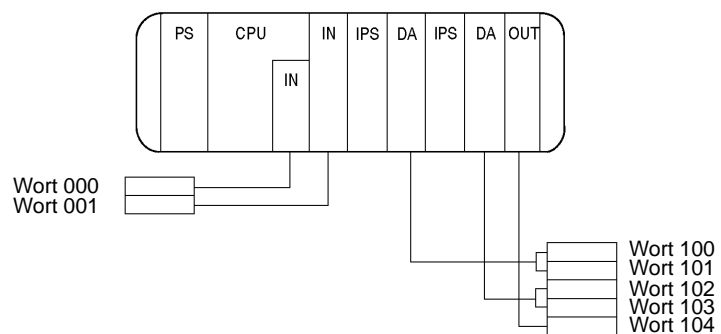 PS CPU IN IPS DA IPS DA OUT
IN
Wort 000
Wort 001
Wort 100
Wort 101
Wort 102
Wort 103
Wort 104